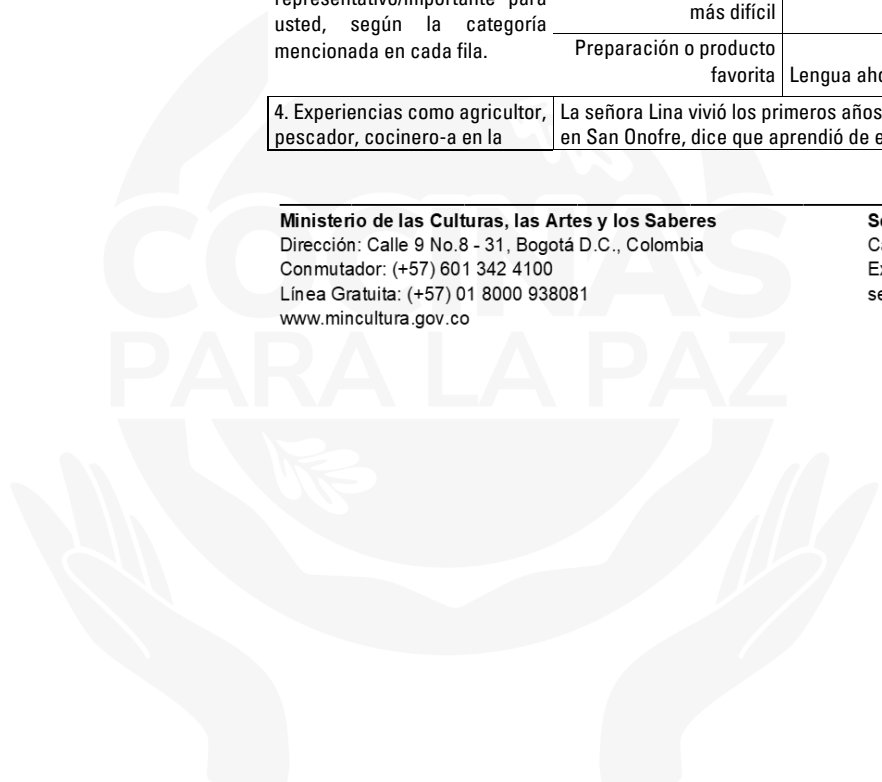 representativo/importante para
usted, según la categoría
mencionada en cada fila.
más difícil
Preparación o producto
favorita
Lengua
4. Experiencias como agricultor,
pescador, cocinero-a en la
La señora Lina vivió los primeros años
en San Onofre, dice que aprendió de
Ministerio de las Culturas, las Artes y los Saberes
Dirección: Calle 9 No.8 - 31, Bogotá D.C., Colombia
Conmutador: (+57) 601 342 4100
Línea Gratuita: (+57) 01 8000 938081
www.mincultura.gov.co
COCINAS
PARA LA PAZ